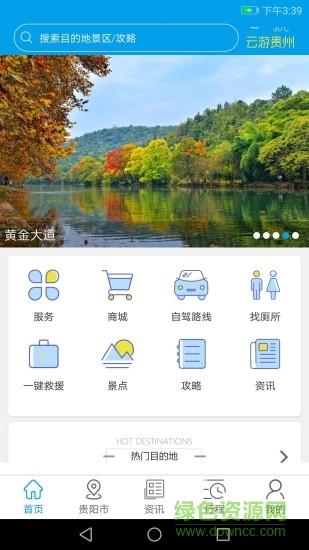 下午3:39
搜索目的地景区/攻略
30℃
云游贵州
黄金大道
服务 商城 自驾路线 找厕所
一键救援 景点 攻略 资讯
HOT DESTINATIONS
热门目的地
首页 贵阳市 资讯 行程 我的
绿色资源网
www.downcc.com